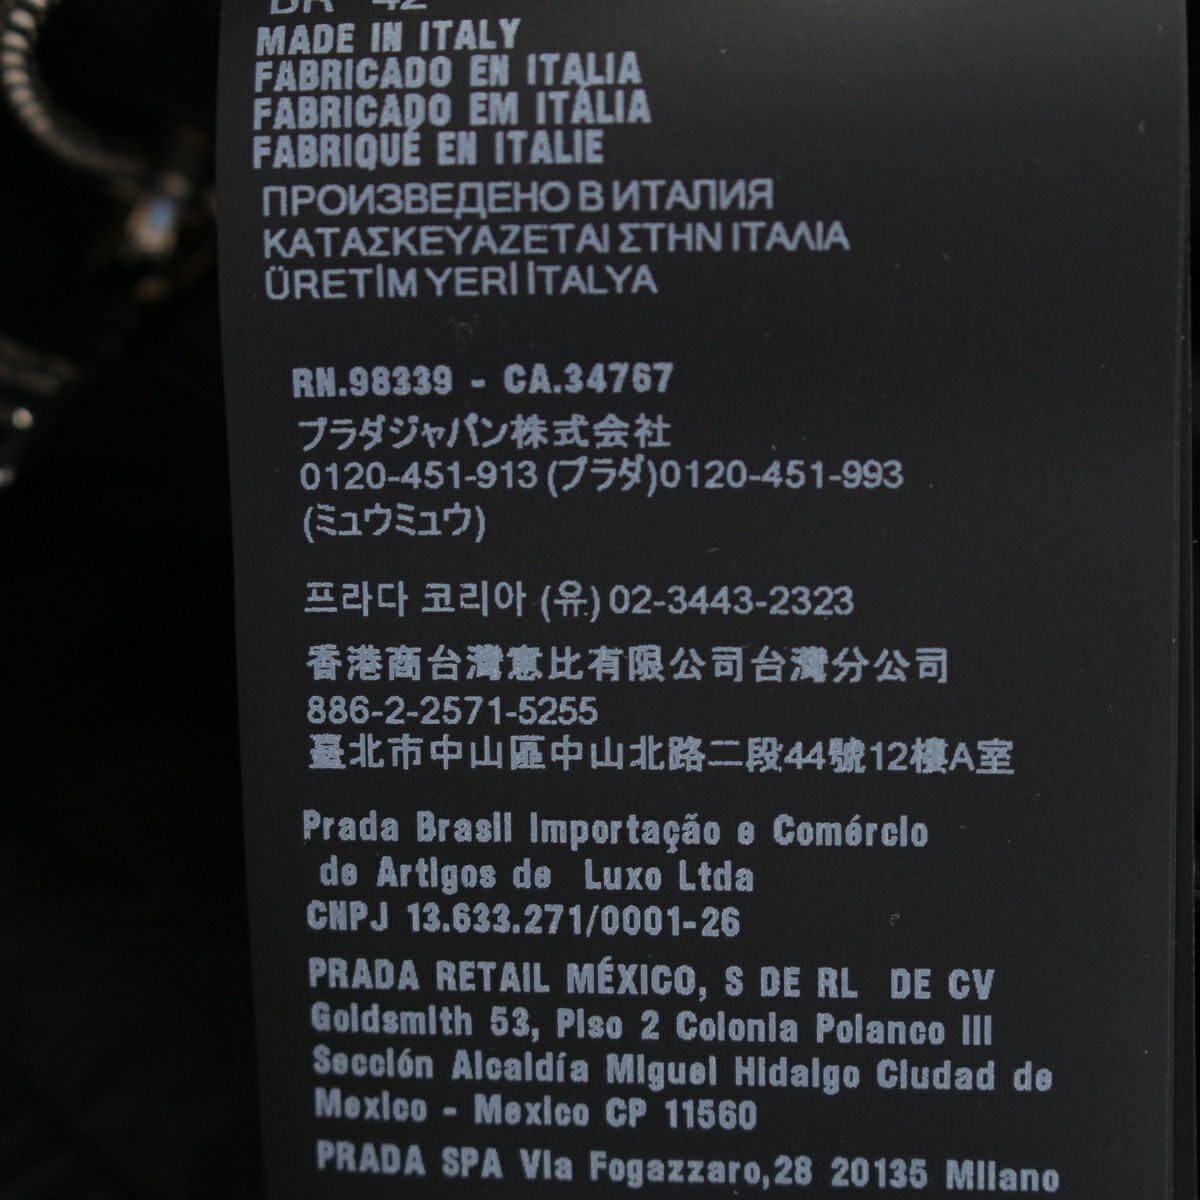 BR 42
MADE IN ITALY
FABRICADO EN ITALIA
FABRICADO EM ITÁLIA
FABRIQUÉ EN ITALIE
ПРОИЗВЕДЕНО В ИТАЛИЯ
ΚΑΤΑΣΚΕΥΑΖΕΤΑΙ ΣΤΗΝ ΙΤΑΛΙΑ
ÜRETİM YERİ İTALYA
RN.98339 - CA.34767
プラダジャパン株式会社
0120-451-913 (プラダ)0120-451-993
(ミュウミュウ)
프라다 코리아 (유) 02-3443-2323
香港商台灣惠比有限公司台灣分公司
886-2-2571-5255
臺北市中山區中山北路二段44號12樓A室
Prada Brasil Importação e Comércio
de Artigos de Luxo Ltda
CNPJ 13.633.271/0001-26
PRADA RETAIL MÉXICO, S DE RL DE CV
Goldsmith 53, Piso 2 Colonia Polanco III
Sección Alcaldía Miguel Hidalgo Ciudad de
Mexico - Mexico CP 11560
PRADA SPA Via Fogazzaro,28 20135 Milano